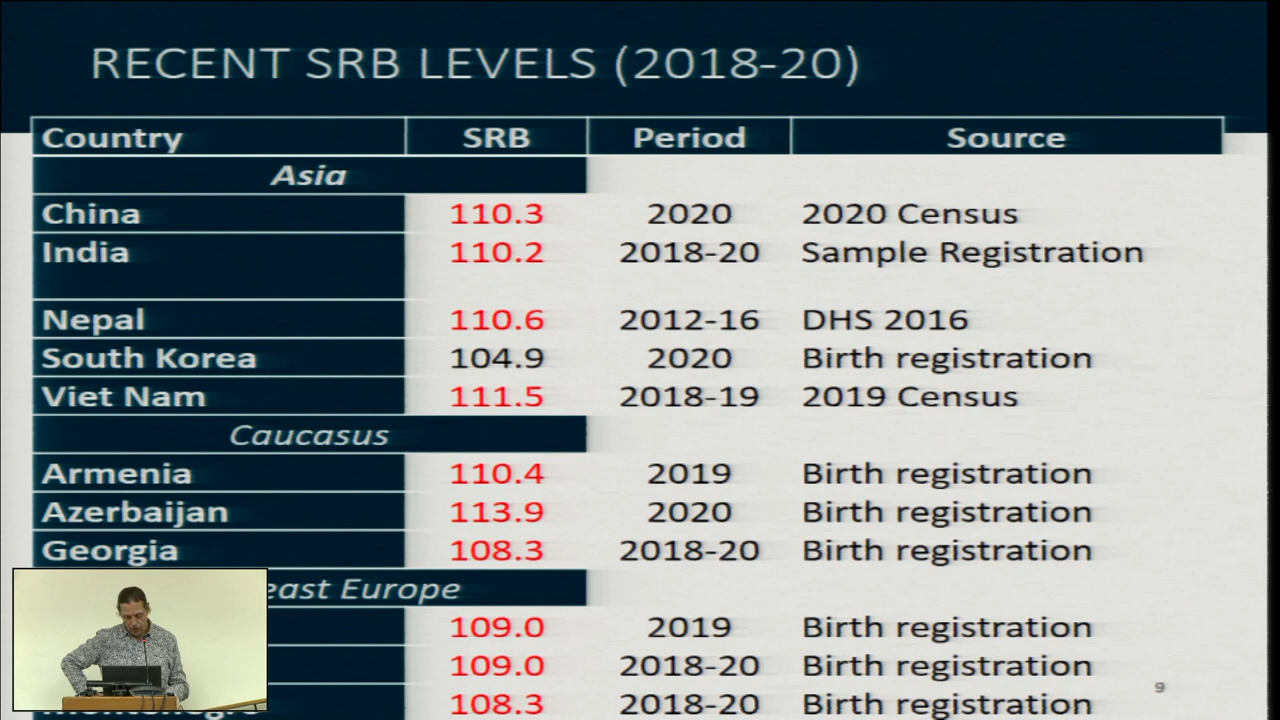 RECENT SRB LEVELS (2018-20)
Country SRB Period Source
Asia
China 110.3 2020 2020 Census
India 110.2 2018-20 Sample Registration
Nepal 110.6 2012-16 DHS 2016
South Korea 104.9 2020 Birth registration
Viet Nam 111.5 2018-19 2019 Census
Caucasus
Armenia 110.4 2019 Birth registration
Azerbaijan 113.9 2020 Birth registration
Georgia 108.3 2018-20 Birth registration
east Europe
109.0 2019 Birth registration
109.0 2018-20 Birth registration
108.3 2018-20 Birth registration
9